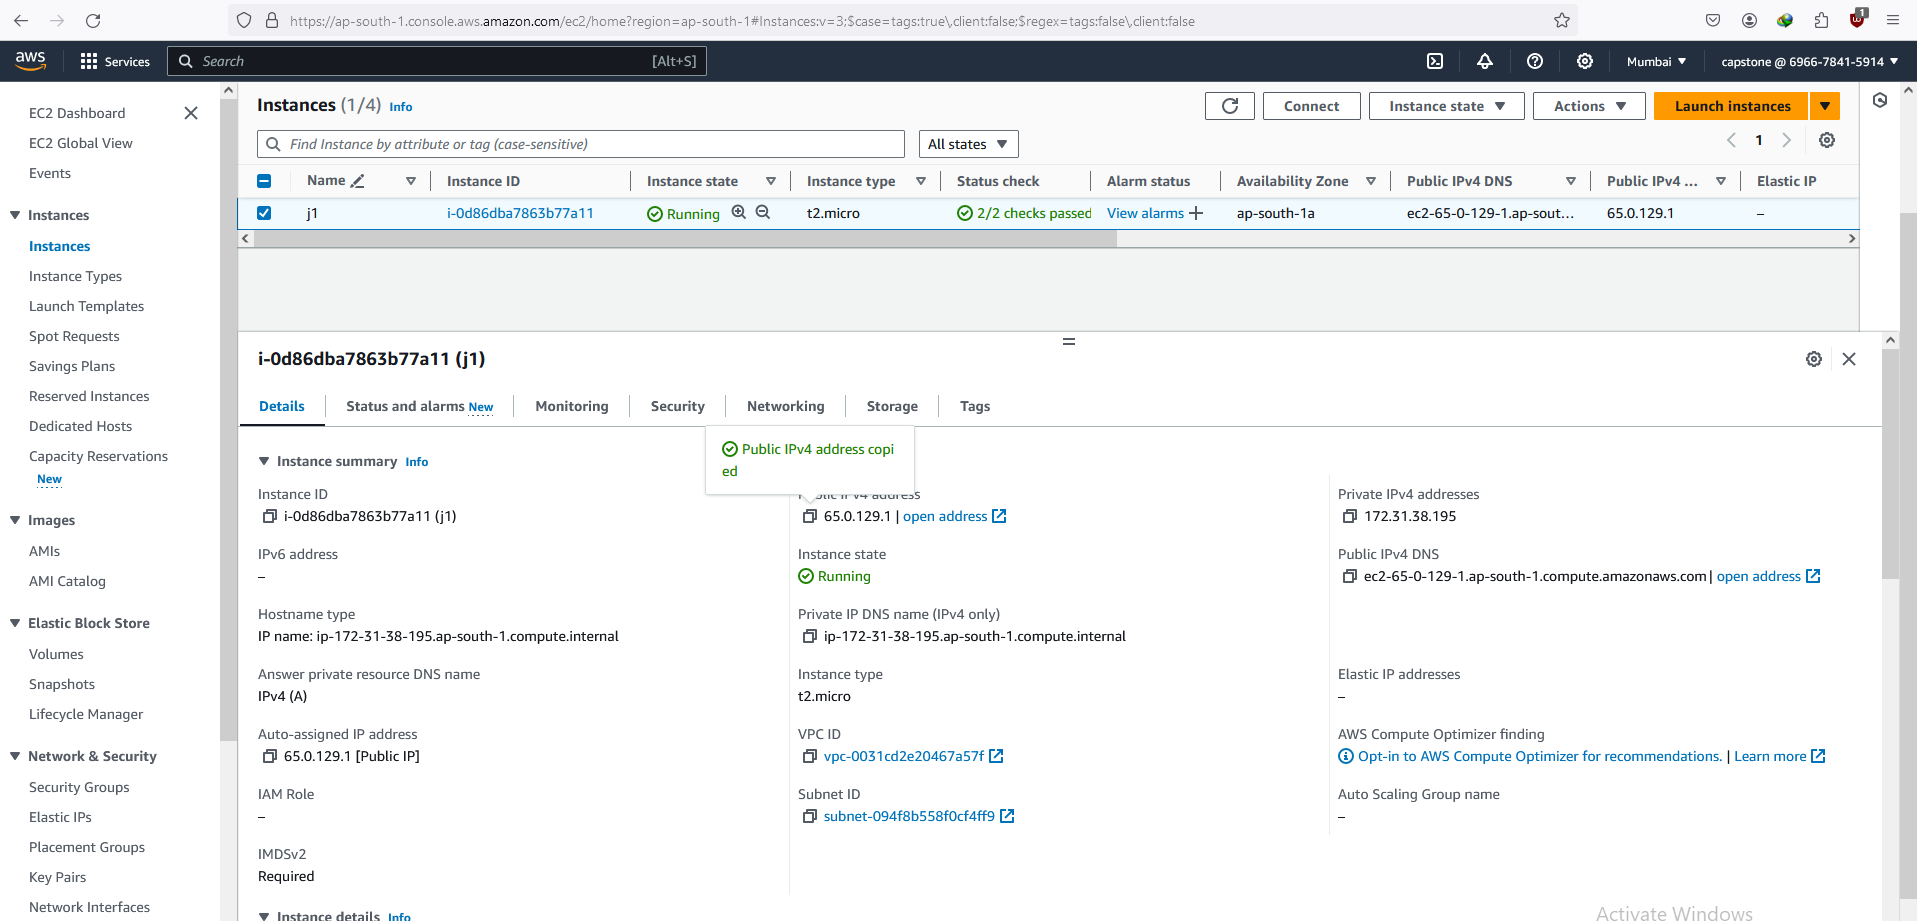 https://ap-south-1.console.aws.amazon.com/ec2/home?region=ap-south-1#Instances:v=3;$case=tags:true\,client:false;$regex=tags:false\,client:false
1
aws
Services
Search
[Alt+S]
Mumbai
capstone @ 6966-7841-5914
EC2 Dashboard
EC2 Global View
Events
Instances
Instances
Instance Types
Launch Templates
Spot Requests
Savings Plans
Reserved Instances
Dedicated Hosts
Capacity Reservations
New
Images
AMIs
AMI Catalog
Elastic Block Store
Volumes
Snapshots
Lifecycle Manager
Network & Security
Security Groups
Elastic IPs
Placement Groups
Key Pairs
Network Interfaces
Instances (1/4) Info
Connect
Instance state
Actions
Launch instances
Find Instance by attribute or tag (case-sensitive)
All states
1
Name Instance ID Instance state Instance type Status check Alarm status Availability Zone Public IPv4 DNS Public IPv4 ... Elastic IP
j1 i-0d86dba7863b77a11 Running t2.micro 2/2 checks passed View alarms + ap-south-1a ec2-65-0-129-1.ap-sout... 65.0.129.1 –
i-0d86dba7863b77a11 (j1)
Details
Status and alarms New
Monitoring
Security
Networking
Storage
Tags
Public IPv4 address copi
ed
Instance summary Info
Instance ID
i-0d86dba7863b77a11 (j1)
Public IPv4 address
65.0.129.1 | open address
Private IPv4 addresses
172.31.38.195
IPv6 address
–
Instance state
Running
Public IPv4 DNS
ec2-65-0-129-1.ap-south-1.compute.amazonaws.com | open address
Hostname type
IP name: ip-172-31-38-195.ap-south-1.compute.internal
Private IP DNS name (IPv4 only)
ip-172-31-38-195.ap-south-1.compute.internal
Answer private resource DNS name
IPv4 (A)
Instance type
t2.micro
Elastic IP addresses
–
Auto-assigned IP address
65.0.129.1 [Public IP]
VPC ID
vpc-0031cd2e20467a57f
AWS Compute Optimizer finding
Opt-in to AWS Compute Optimizer for recommendations. | Learn more
IAM Role
–
Subnet ID
subnet-094f8b558f0cf4ff9
Auto Scaling Group name
–
IMDSv2
Required
Instance details Info
Activate Windows